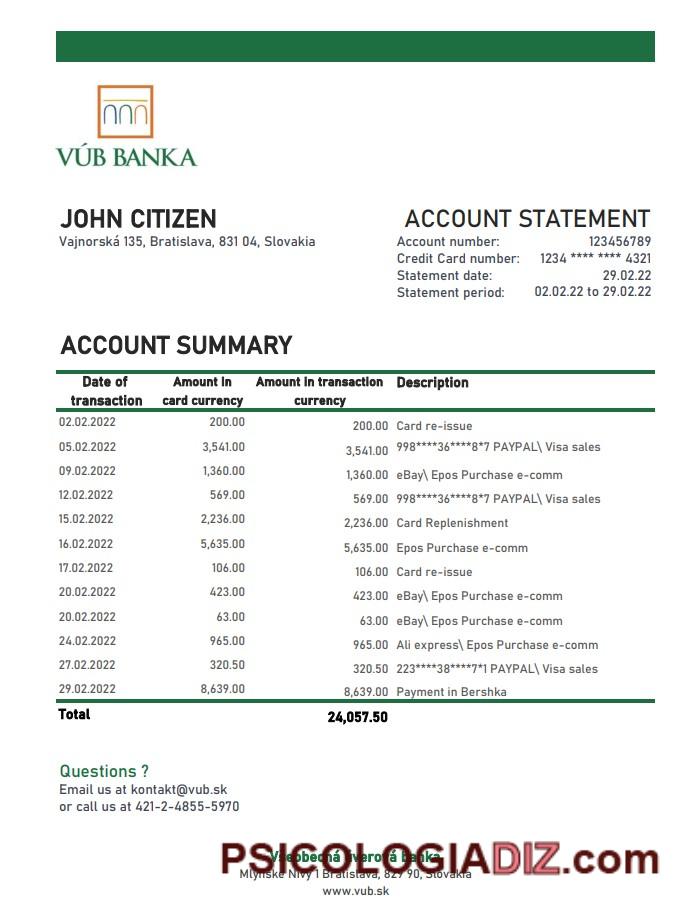 VÚB BANKA
JOHN CITIZEN
Vajnorská 135, Bratislava, 831 04, Slovakia
ACCOUNT STATEMENT
Account number: 123456789
Credit Card number: 1234 **** **** 4321
Statement date: 29.02.22
Statement period: 02.02.22 to 29.02.22
ACCOUNT SUMMARY
Date of transaction Amount in card currency Amount in transaction currency Description
02.02.2022 200.00 200.00 Card re-issue
05.02.2022 3,541.00 3,541.00 998****36****8*7 PAYPAL\ Visa sales
09.02.2022 1,360.00 1,360.00 eBay\ Epos Purchase e-comm
12.02.2022 569.00 569.00 998****36****8*7 PAYPAL\ Visa sales
15.02.2022 2,236.00 2,236.00 Card Replenishment
16.02.2022 5,635.00 5,635.00 Epos Purchase e-comm
17.02.2022 106.00 106.00 Card re-issue
20.02.2022 423.00 423.00 eBay\ Epos Purchase e-comm
20.02.2022 63.00 63.00 eBay\ Epos Purchase e-comm
24.02.2022 965.00 965.00 Ali express\ Epos Purchase e-comm
27.02.2022 320.50 320.50 223****38****7*1 PAYPAL\ Visa sales
29.02.2022 8,639.00 8,639.00 Payment in Bershka
Total 24,057.50
Questions ?
Email us at kontakt@vub.sk
or call us at 421-2-4855-5970
Všeobecná úverová banka
PSICOLOGIADIZ.com
Mlynské Nivy 1 Bratislava, 829 90, Slovakia
www.vub.sk